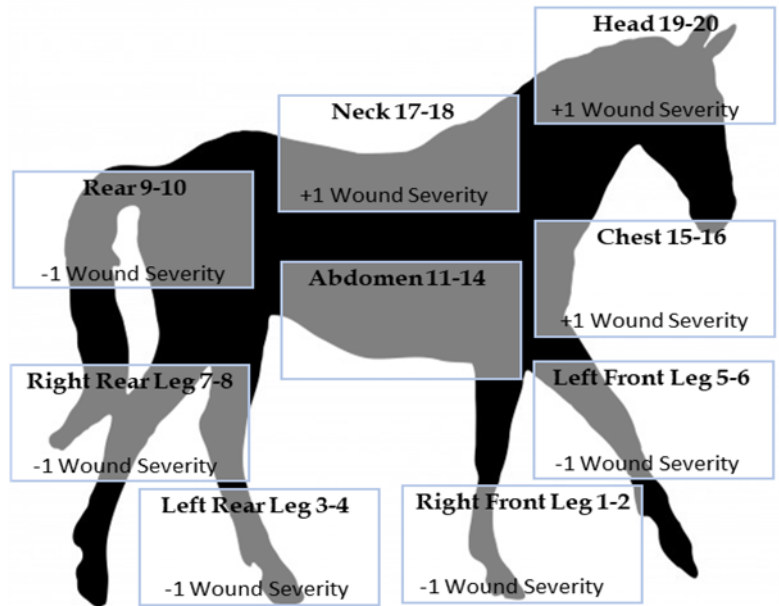 Head 19-20
+1 Wound Severity
Neck 17-18
+1 Wound Severity
Rear 9-10
-1 Wound Severity
Chest 15-16
+1 Wound Severity
Abdomen 11-14
Right Rear Leg 7-8
-1 Wound Severity
Left Front Leg 5-6
-1 Wound Severity
Left Rear Leg 3-4
-1 Wound Severity
Right Front Leg 1-2
-1 Wound Severity